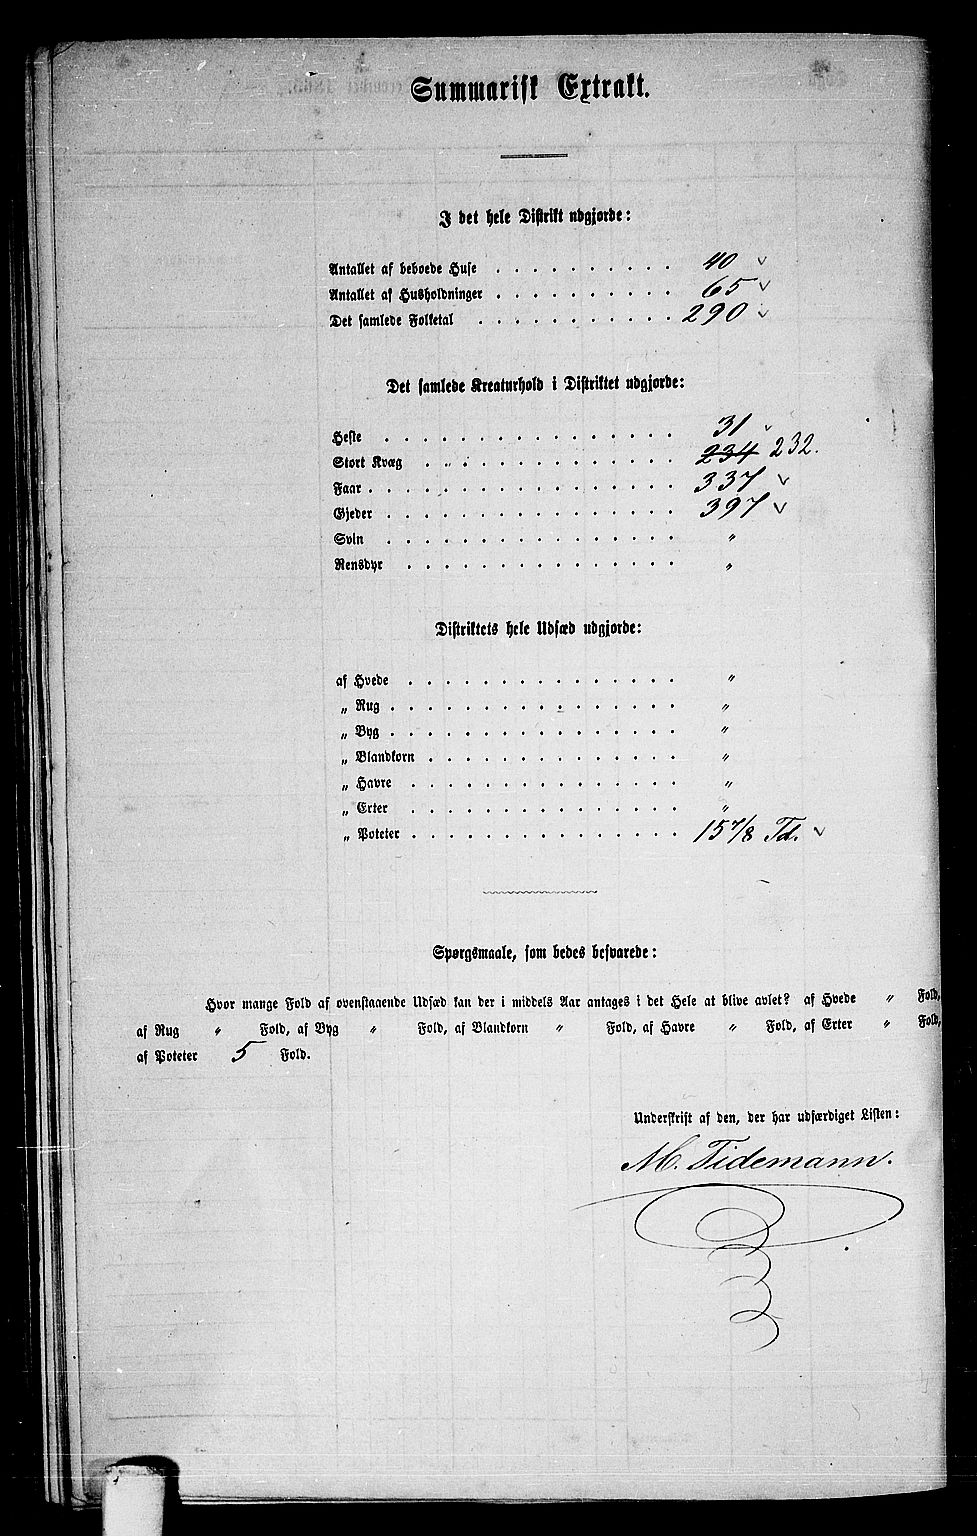 Summarisk Extrakt.
I det hele Distrikt udgjorde:
Antallet af beboede Huse . . . . . . . . . . 40 ✓
Antallet af Husholdninger . . . . . . . . . . 65 ✓
Det samlede Folketal . . . . . . . . . . . 290 ✓
Det samlede Kreaturhold i Distriktet udgjorde:
Heste . . . . . . . . . . . . . . . . 31
Stort Kvæg . . . . . . . . . . . . . 234 232.
Faar . . . . . . . . . . . . . . . . 337 ✓
Gjeder . . . . . . . . . . . . . . . 397 ✓
Svin . . . . . . . . . . . . . . . . "
Rensdyr . . . . . . . . . . . . . . "
Distriktets hele Udsæd udgjorde:
af Hvede . . . . . . . . . . . . . . "
„ Rug . . . . . . . . . . . . . . . "
„ Byg . . . . . . . . . . . . . . . "
„ Blandkorn . . . . . . . . . . . . . "
„ Havre . . . . . . . . . . . . . . "
„ Erter . . . . . . . . . . . . . . "
„ Poteter . . . . . . . . . . . . . . 15 7/8 Td. ✓
Spørgsmaale, som bedes besvarede:
Hvor mange Fold af ovenstaaende Udsæd kan der i middels Aar antages i det Hele at blive avlet? af Hvede " Fold,
af Rug " Fold, af Byg " Fold, af Blandkorn " Fold, af Havre " Fold, af Erter " Fold,
af Poteter 5 Fold.
Underskrift af den, der har udfærdiget Listen:
M. Tidemann.